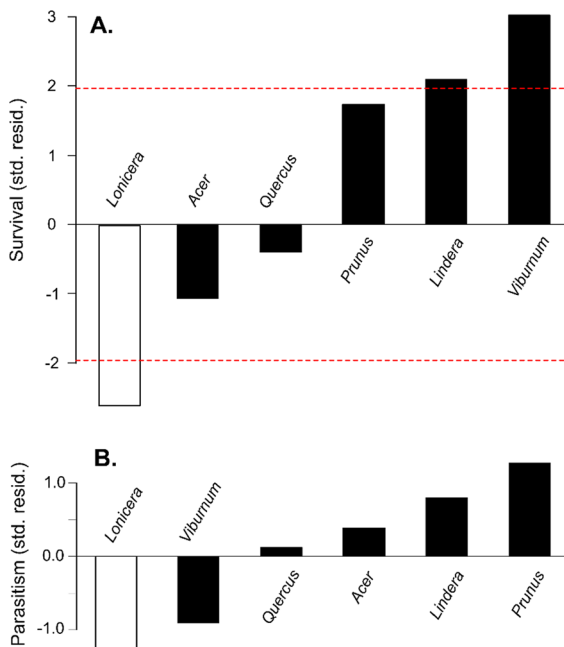 A.
Survival (std. resid.)
3
2
1
0
-1
-2
Lonicera
Acer
Quercus
Prunus
Lindera
Viburnum
B.
Parasitism (std. resid.)
1.0
0.0
-1.0
Lonicera
Viburnum
Quercus
Acer
Lindera
Prunus